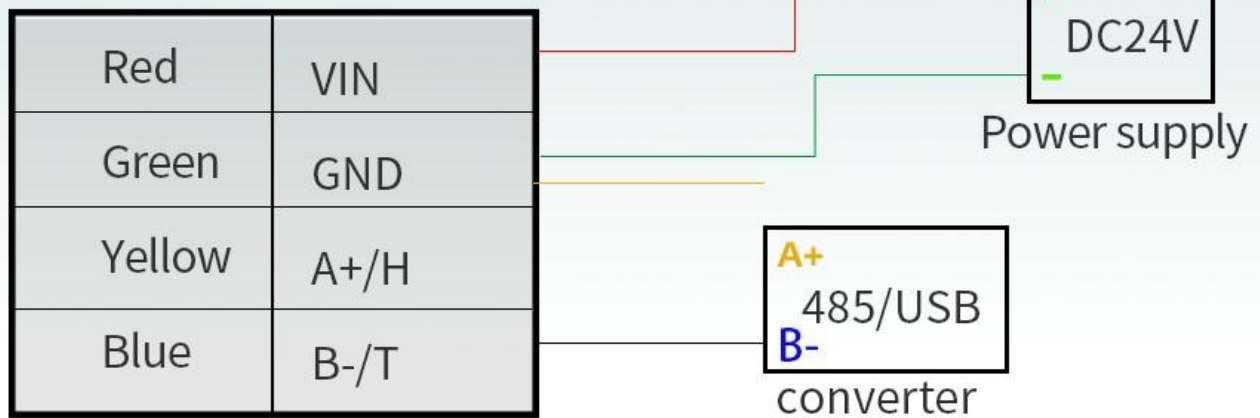 Red VIN
Green GND
Yellow A+/H
Blue B-/T
DC24V
-
Power supply
A+
485/USB
B-
converter